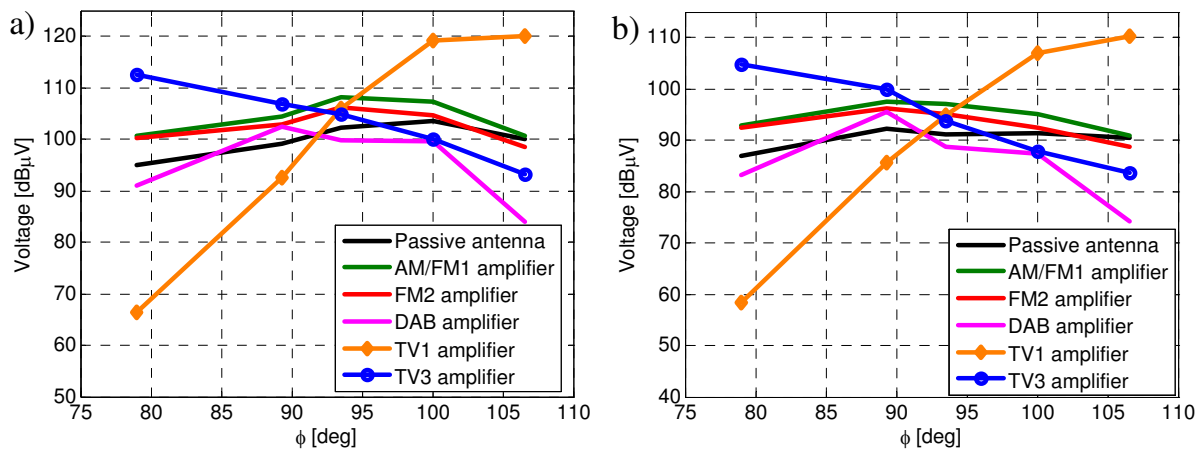 a)
Voltage [dBµV]
120
110
100
90
80
70
60
50
75 80 85 90 95 100 105 110
ϕ [deg]
Passive antenna
AM/FM1 amplifier
FM2 amplifier
DAB amplifier
TV1 amplifier
TV3 amplifier
b)
Voltage [dBµV]
110
100
90
80
70
60
50
40
75 80 85 90 95 100 105 110
ϕ [deg]
Passive antenna
AM/FM1 amplifier
FM2 amplifier
DAB amplifier
TV1 amplifier
TV3 amplifier